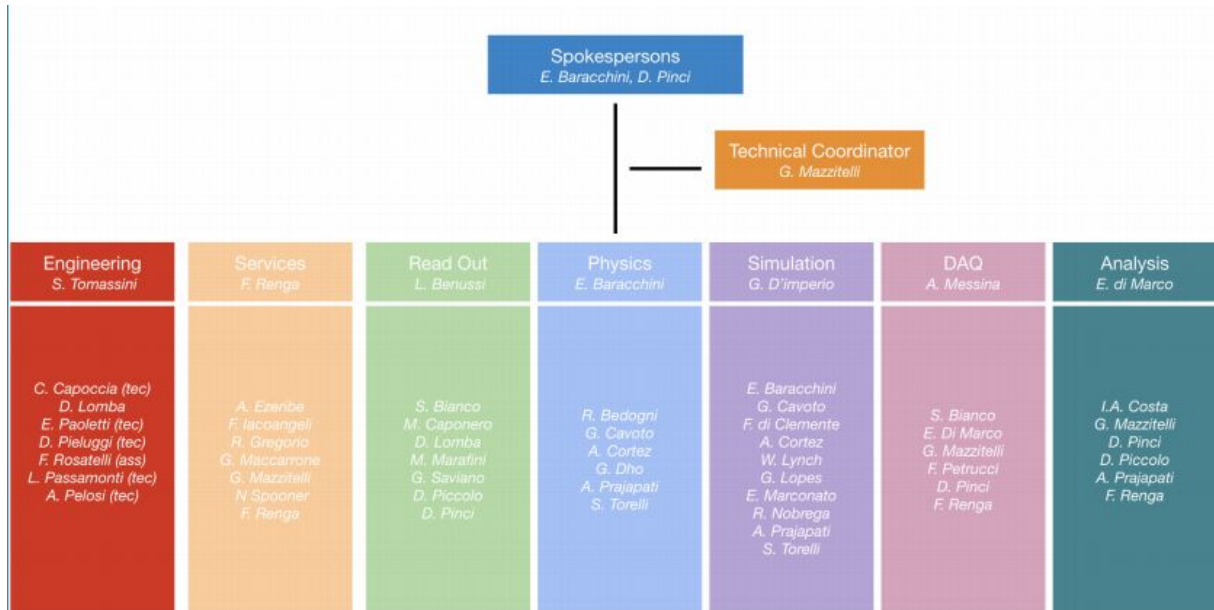 Spokespersons
E. Baracchini, D. Pinci
Technical Coordinator
G. Mazzitelli
Engineering
S. Tomassini
C. Capoccia (tec)
D. Lomba
E. Paoletti (tec)
D. Pieluggi (tec)
F. Rosatelli (ass)
L. Passamonti (tec)
A. Pelosi (tec)
Services
F. Renga
A. Ezeribe
F. Iacoangeli
R. Gregorio
G. Maccarrone
G. Mazzitelli
N Spooner
F. Renga
Read Out
L. Benussi
S. Bianco
M. Caponero
D. Lomba
M. Marafini
G. Saviano
D. Piccolo
D. Pinci
Physics
E. Baracchini
R. Bedogni
G. Cavoto
A. Cortez
G. Dho
A. Prajapati
S. Torelli
Simulation
G. D'imperio
E. Baracchini
G. Cavoto
F. di Clemente
A. Cortez
W. Lynch
G. Lopes
E. Marconato
R. Nobrega
A. Prajapati
S. Torelli
DAQ
A. Messina
S. Bianco
E. Di Marco
G. Mazzitelli
F. Petrucci
D. Pinci
F. Renga
Analysis
E. di Marco
I.A. Costa
G. Mazzitelli
D. Pinci
D. Piccolo
A. Prajapati
F. Renga